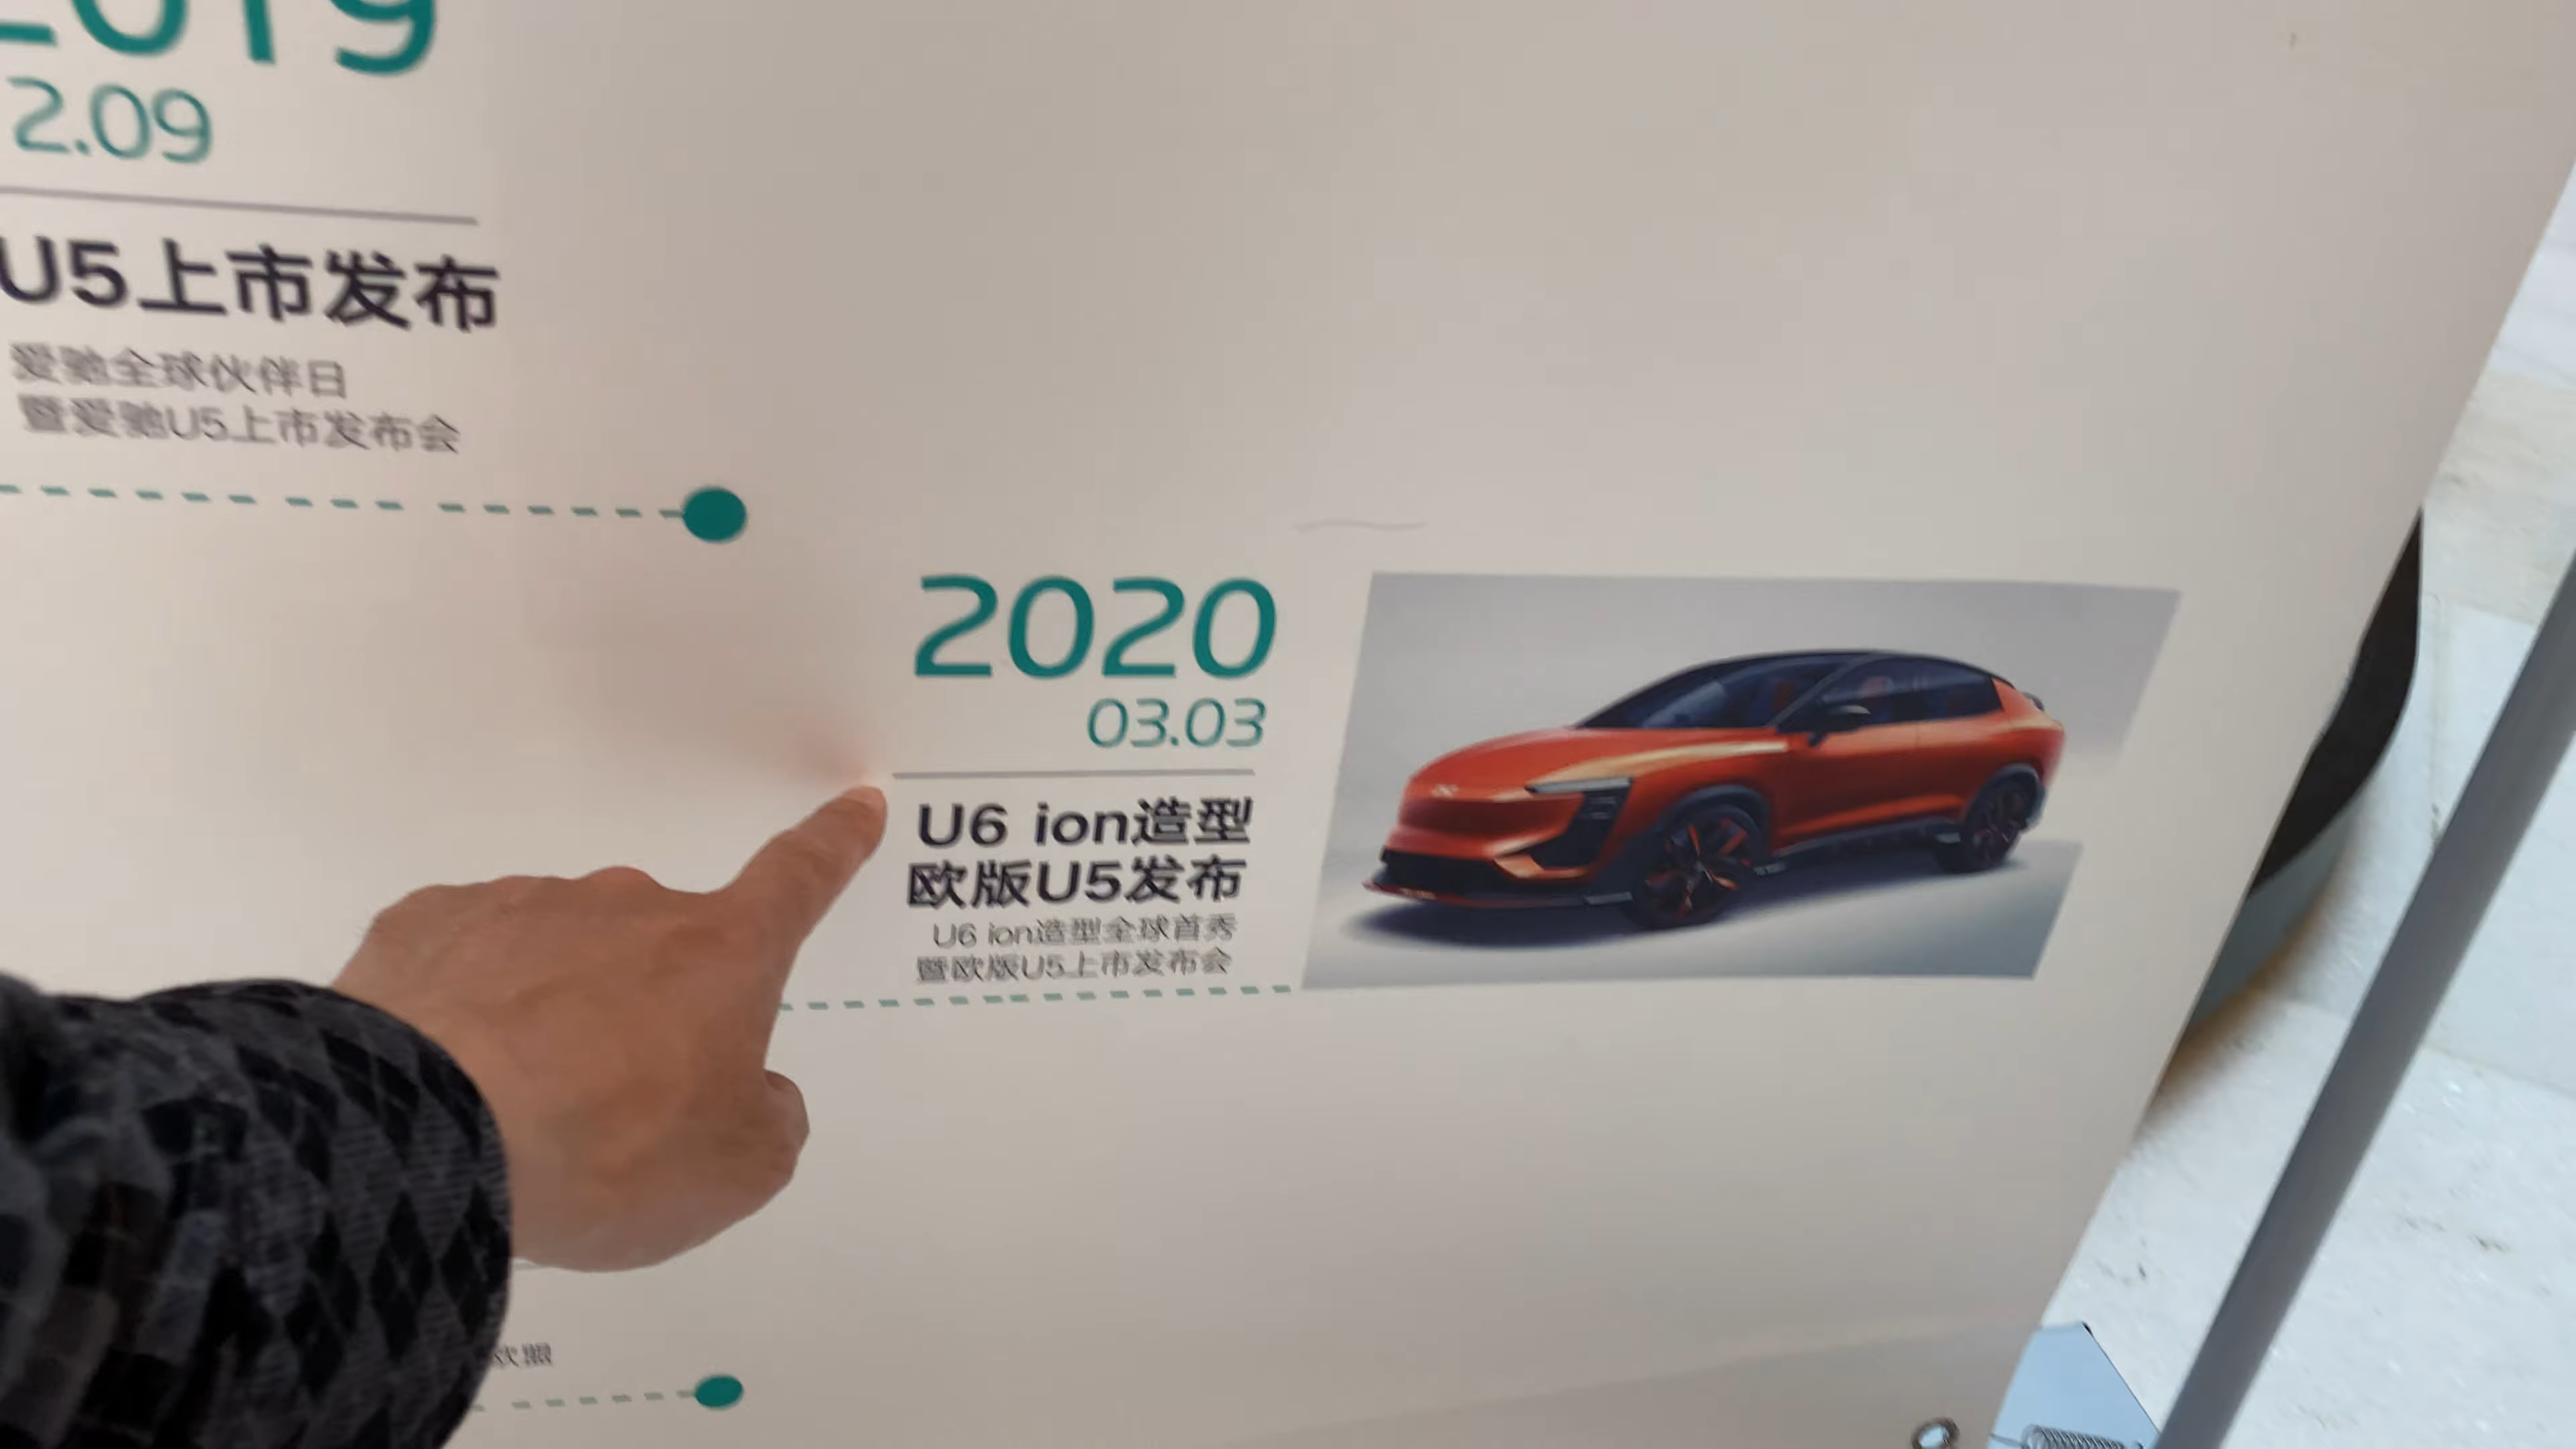 2019
2.09
U5上市发布
爱驰全球伙伴日
暨爱驰U5上市发布会
2020
03.03
U6 ion造型
欧版U5发布
U6 ion造型全球首秀
暨欧版U5上市发布会
欧盟